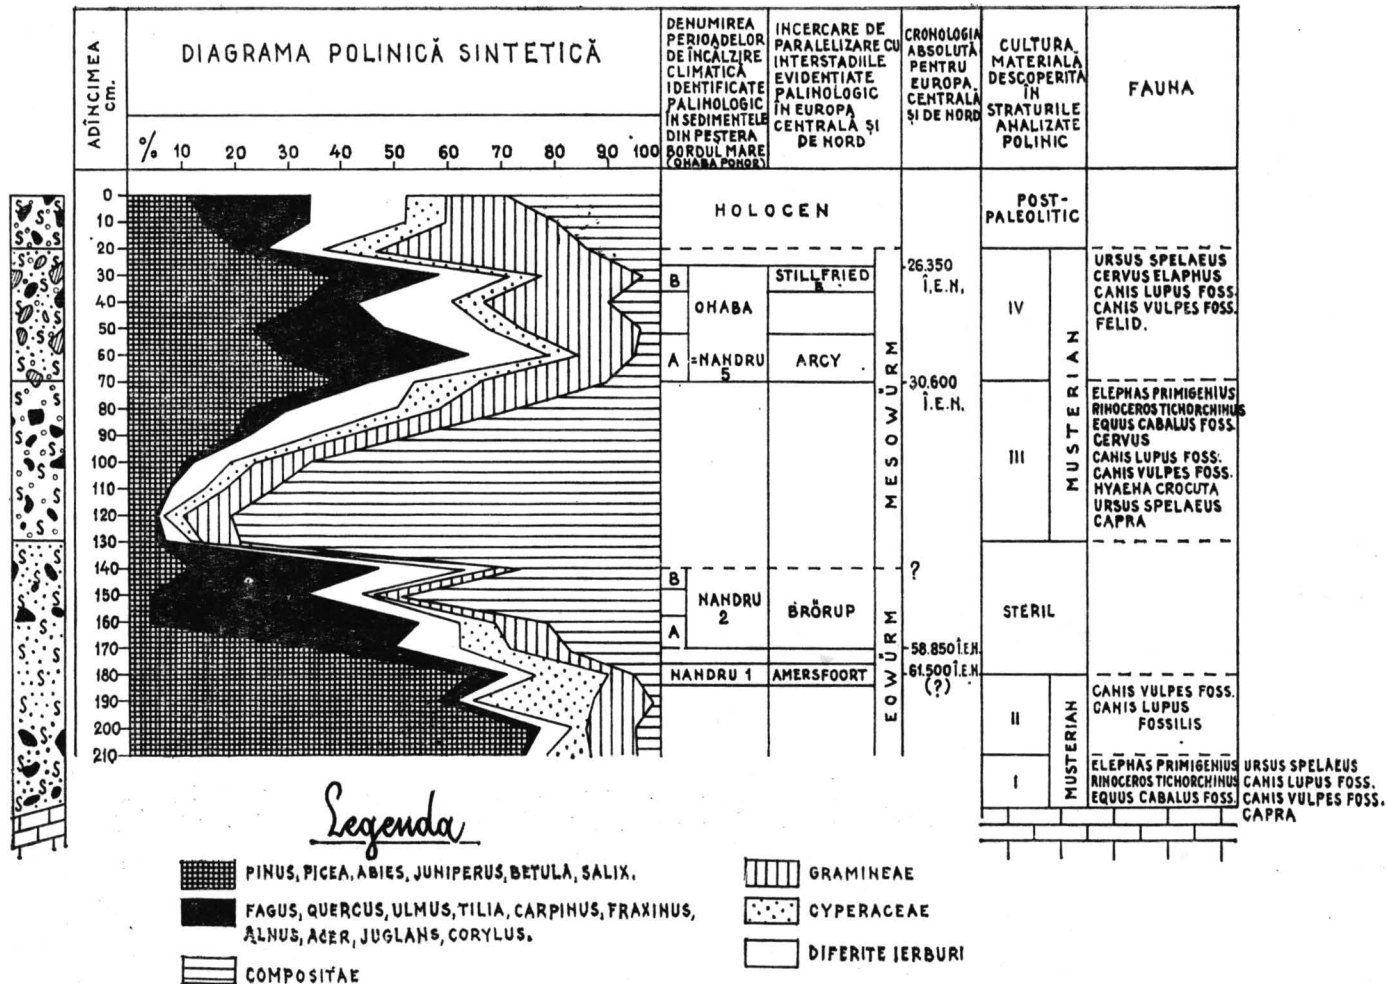 ADÎNCIMEA
cm.
DIAGRAMA POLINICĂ SINTETICĂ
% 10 20 30 40 50 60 70 80 90 100
DENUMIREA
PERIOADELOR
DE ÎNCĂLZIRE
CLIMATICĂ
IDENTIFICATE
PALINOLOGIC
ÎN SEDIMENTELE
DIN PEȘTERA
BORDUL MARE
(OHABA PONOR)
INCERCARE DE
PARALELIZARE CU
INTERSTADIILE
EVIDENTIATE
PALINOLOGIC
ÎN EUROPA
CENTRALĂ ȘI
DE NORD
CRONOLOGIA
ABSOLUTĂ
PENTRU
EUROPA
CENTRALĂ
ȘI DE NORD
CULTURA
MATERIALĂ
DESCOPERITĂ
ÎN
STRATURILE
ANALIZATE
POLINIC
FAUNA
0
10
20
30
40
50
60
70
80
90
100
110
120
130
140
150
160
170
180
190
200
210
HOLOCEN
B
OHABA
A
=NANDRU
5
STILLFRIED
B
ARCY
B
NANDRU
2
A
BRÖRUP
NANDRU 1
AMERSFOORT
MESOWÜRM
EOWÜRM
26.350
Î.E.N.
30.600
Î.E.N.
?
58.850 Î.E.N.
61.500 Î.E.N.
(?)
POST-
PALEOLITIC
IV
III
MUSTERIAN
STERIL
II
I
MUSTERIAN
URSUS SPELAEUS
CERVUS ELAPHUS
CANIS LUPUS FOSS.
CANIS VULPES FOSS.
FELID.
ELEPHAS PRIMIGENIUS
RINOCEROS TICHORCHINUS
EQUUS CABALUS FOSS.
CERVUS
CANIS LUPUS FOSS.
CANIS VULPES FOSS.
HYAENA CROCUTA
URSUS SPELAEUS
CAPRA
CANIS VULPES FOSS.
CANIS LUPUS
FOSSILIS
ELEPHAS PRIMIGENIUS URSUS SPELAEUS
RINOCEROS TICHORCHINUS CANIS LUPUS FOSS.
EQUUS CABALUS FOSS. CANIS VULPES FOSS.
CAPRA
Legenda
PINUS, PICEA, ABIES, JUNIPERUS, BETULA, SALIX.
FAGUS, QUERCUS, ULMUS, TILIA, CARPINUS, FRAXINUS,
ALNUS, ACER, JUGLANS, CORYLUS.
COMPOSITAE
GRAMINEAE
CYPERACEAE
DIFERITE IERBURI